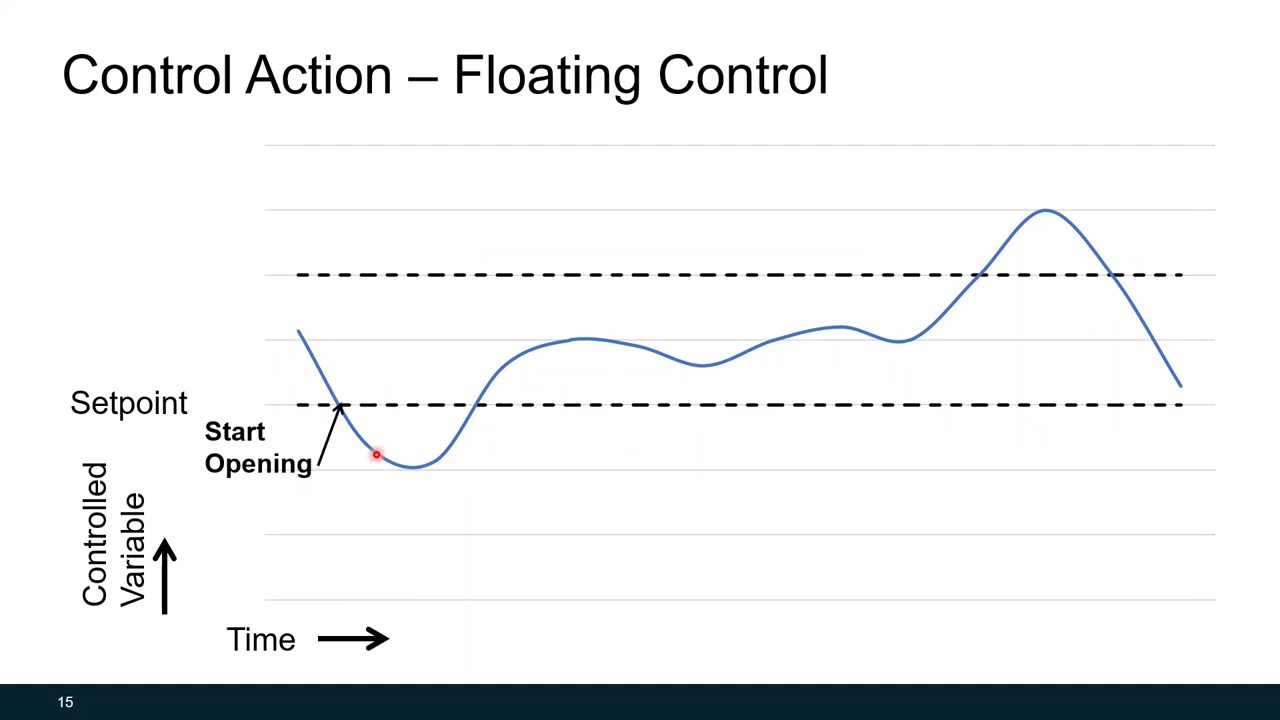 Control Action – Floating Control
Setpoint
Start
Opening
Controlled
Variable
Time
15